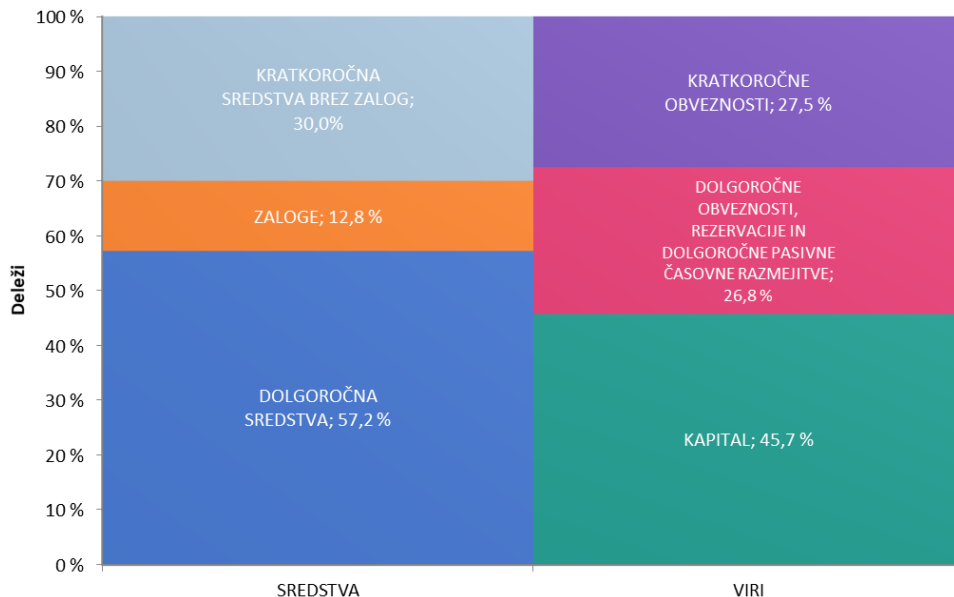 100 %
90 %
80 %
70 %
60 %
50 %
40 %
30 %
20 %
10 %
0 %
Deleži
KRATKOROČNA
SREDSTVA BREZ ZALOG;
30,0%
ZALOGE; 12,8 %
DOLGOROČNA
SREDSTVA; 57,2 %
KRATKOROČNE
OBVEZNOSTI; 27,5 %
DOLGOROČNE
OBVEZNOSTI,
REZERVACIJE IN
DOLGOROČNE PASIVNE
ČASOVNE RAZMEJITVE;
26,8 %
KAPITAL; 45,7 %
SREDSTVA
VIRI